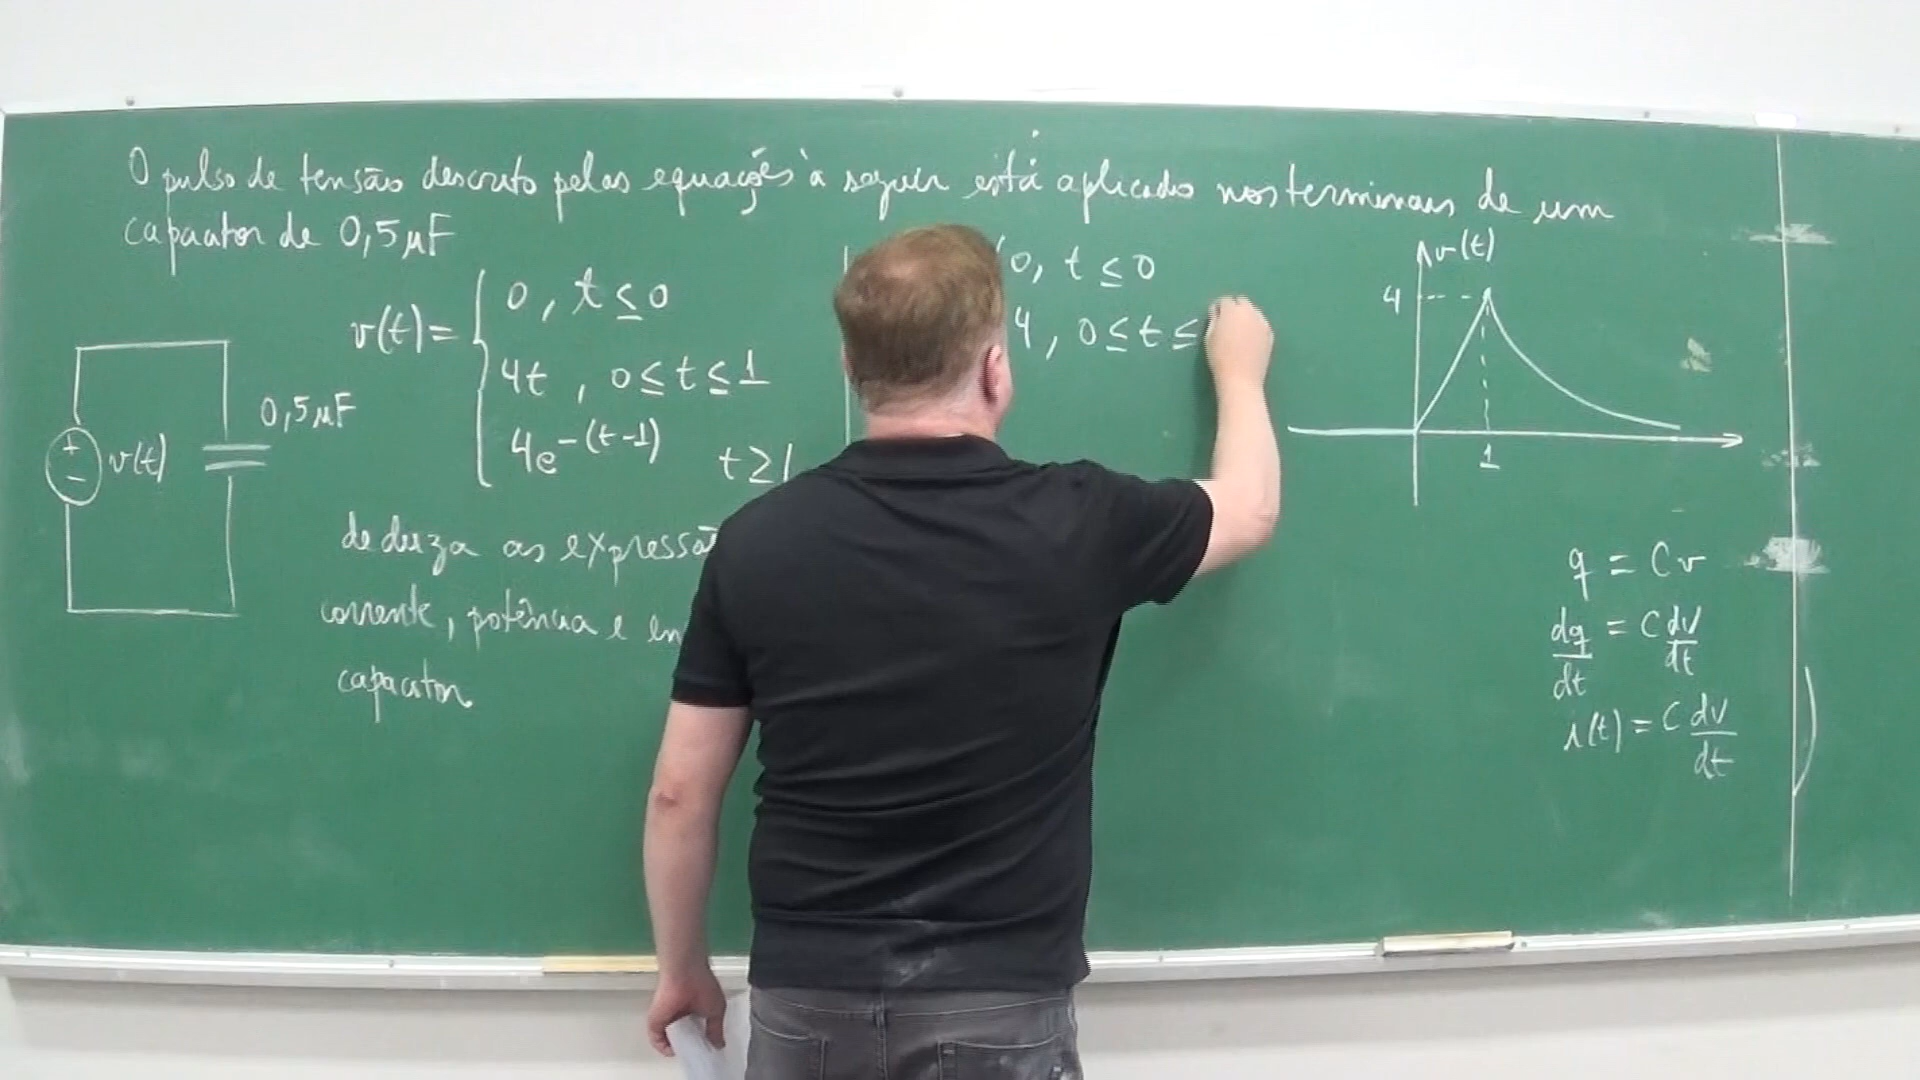 O pulso de tensão descrito pelas equações à seguir está aplicado nos terminais de um
capacitor de 0,5μF
v(t)=
0, t ≤ 0
4t, 0≤t≤1
4e-(t-1) t≥1
v(t)
0,5μF
deduza as
corrente, potência e
capacitor
0, t ≤ 0
4, 0≤t≤
v(t)
4
1
q = Cv
dq/dt = C dv/dt
i(t) = C dv/dt